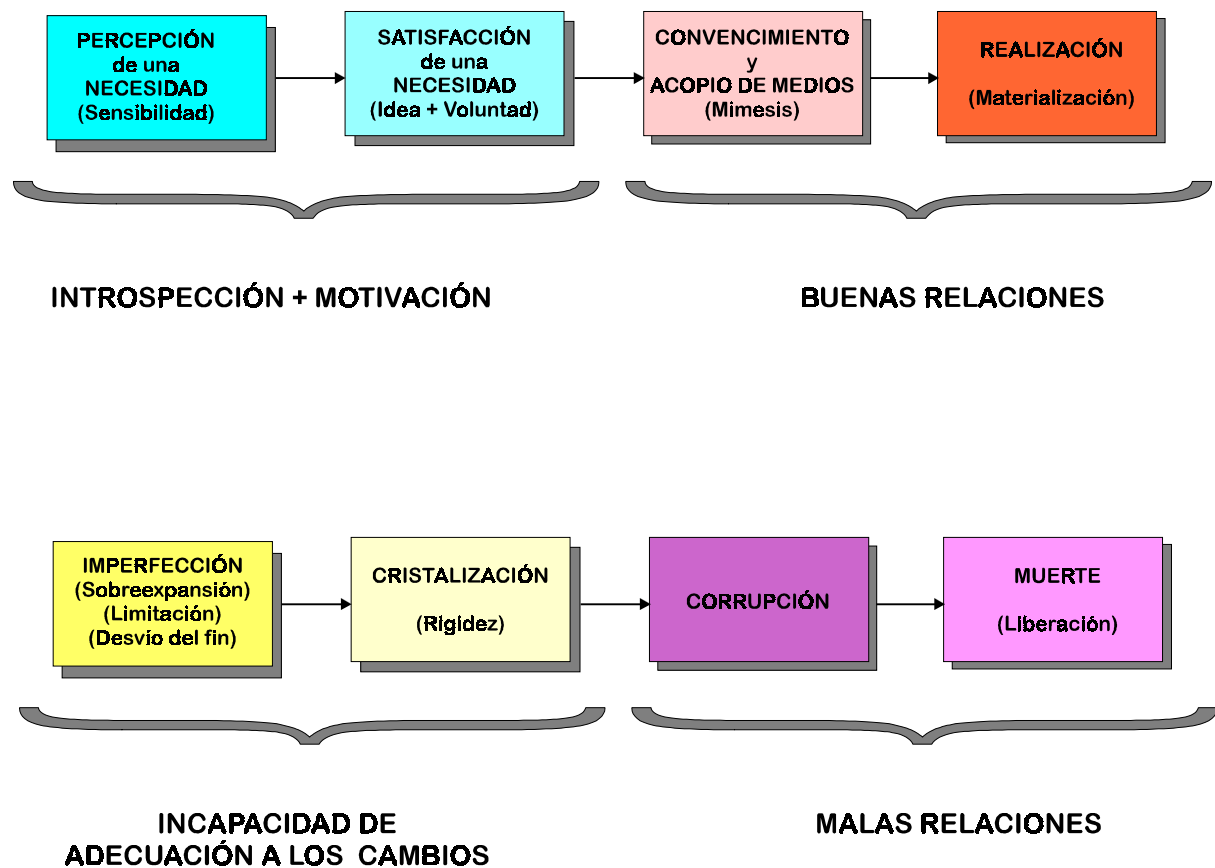 PERCEPCIÓN
de una
NECESIDAD
(Sensibilidad)
SATISFACCIÓN
de una
NECESIDAD
(Idea + Voluntad)
CONVENCIMIENTO
y
ACOPIO DE MEDIOS
(Mimesis)
REALIZACIÓN
(Materialización)
INTROSPECCIÓN + MOTIVACIÓN
BUENAS RELACIONES
IMPERFECCIÓN
(Sobreexpansión)
(Limitación)
(Desvío del fin)
CRISTALIZACIÓN
(Rigidez)
CORRUPCIÓN
MUERTE
(Liberación)
INCAPACIDAD DE
ADECUACIÓN A LOS CAMBIOS
MALAS RELACIONES